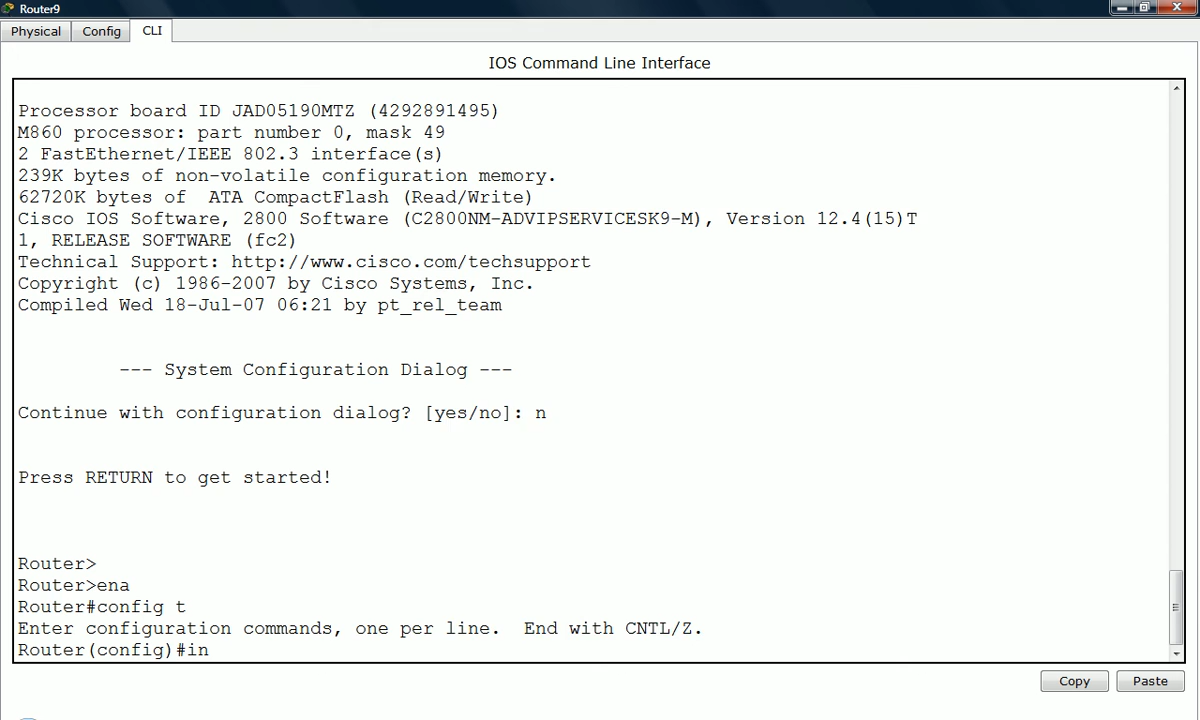 Router9
Physical
Config
CLI
IOS Command Line Interface
Processor board ID JAD05190MTZ (4292891495)
M860 processor: part number 0, mask 49
2 FastEthernet/IEEE 802.3 interface(s)
239K bytes of non-volatile configuration memory.
62720K bytes of  ATA CompactFlash (Read/Write)
Cisco IOS Software, 2800 Software (C2800NM-ADVIPSERVICESK9-M), Version 12.4(15)T
1, RELEASE SOFTWARE (fc2)
Technical Support: http://www.cisco.com/techsupport
Copyright (c) 1986-2007 by Cisco Systems, Inc.
Compiled Wed 18-Jul-07 06:21 by pt_rel_team
--- System Configuration Dialog ---
Continue with configuration dialog? [yes/no]: n
Press RETURN to get started!
Router>
Router>ena
Router#config t
Enter configuration commands, one per line.  End with CNTL/Z.
Router(config)#in
Copy
Paste